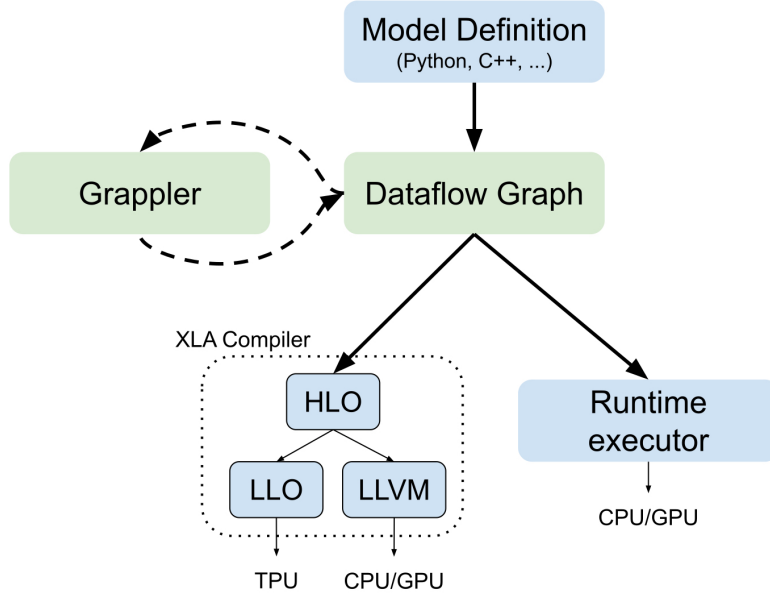 Model Definition
(Python, C++, ...)
Grappler
Dataflow Graph
XLA Compiler
HLO
LLO
LLVM
TPU
CPU/GPU
Runtime
executor
CPU/GPU